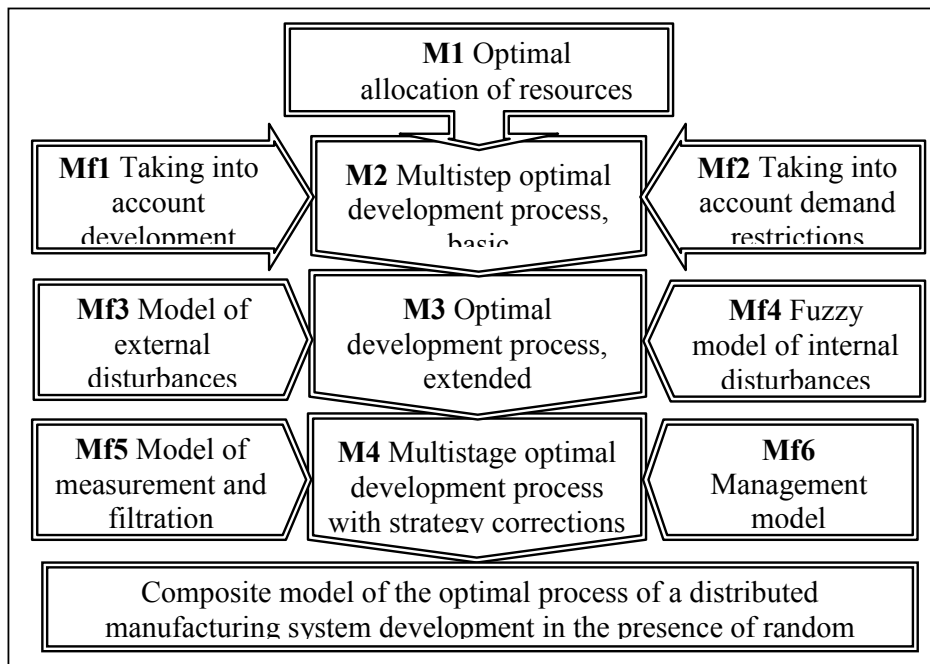 M1 Optimal
allocation of resources
Mf1 Taking into
account
development
M2 Multistep optimal
development process,
basic
Mf2 Taking into
account demand
restrictions
Mf3 Model of
external
disturbances
M3 Optimal
development process,
extended
Mf4 Fuzzy
model of internal
disturbances
Mf5 Model of
measurement and
filtration
M4 Multistage optimal
development process
with strategy corrections
Mf6
Management
model
Composite model of the optimal process of a distributed
manufacturing system development in the presence of random